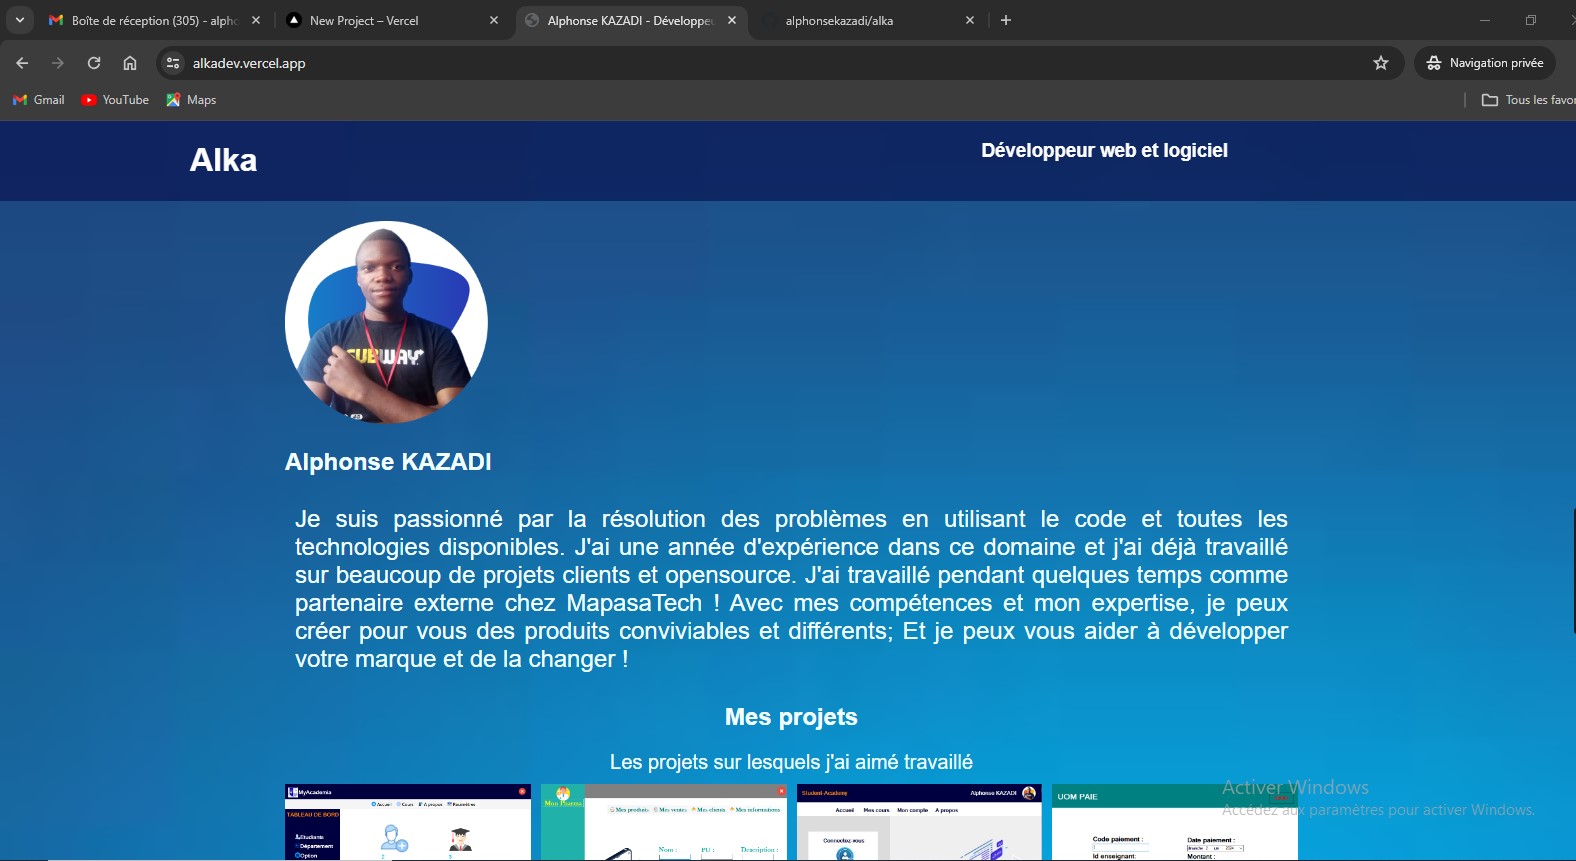 Boîte de réception (305) - alpho
New Project – Vercel
Alphonse KAZADI - Développeu
alphonsekazadi/alka
alkadev.vercel.app
Navigation privée
Gmail
YouTube
Maps
Tous les favor
Alka
Développeur web et logiciel
SUBWAY
Alphonse KAZADI
Je suis passionné par la résolution des problèmes en utilisant le code et toutes les
technologies disponibles. J'ai une année d'expérience dans ce domaine et j'ai déjà travaillé
sur beaucoup de projets clients et opensource. J'ai travaillé pendant quelques temps comme
partenaire externe chez MapasaTech ! Avec mes compétences et mon expertise, je peux
créer pour vous des produits conviviables et différents; Et je peux vous aider à développer
votre marque et de la changer !
Mes projets
Les projets sur lesquels j'ai aimé travaillé
MyAcademia
Accueil Cours A propos Paramètres
TABLEAU DE BORD
Etudiants
Département
Option
Mon Pharma
Mes produits Mes ventes Mes clients Mes informations
Nom : PU : Description :
Student-Academy
Alphonse KAZADI
Accueil Mes cours Mon compte A propos
Connectez-vous
UOM PAIE
Code paiement :
Date paiement :
Id enseignant:
Montant :
Activer Windows
Accédez aux paramètres pour activer Windows.